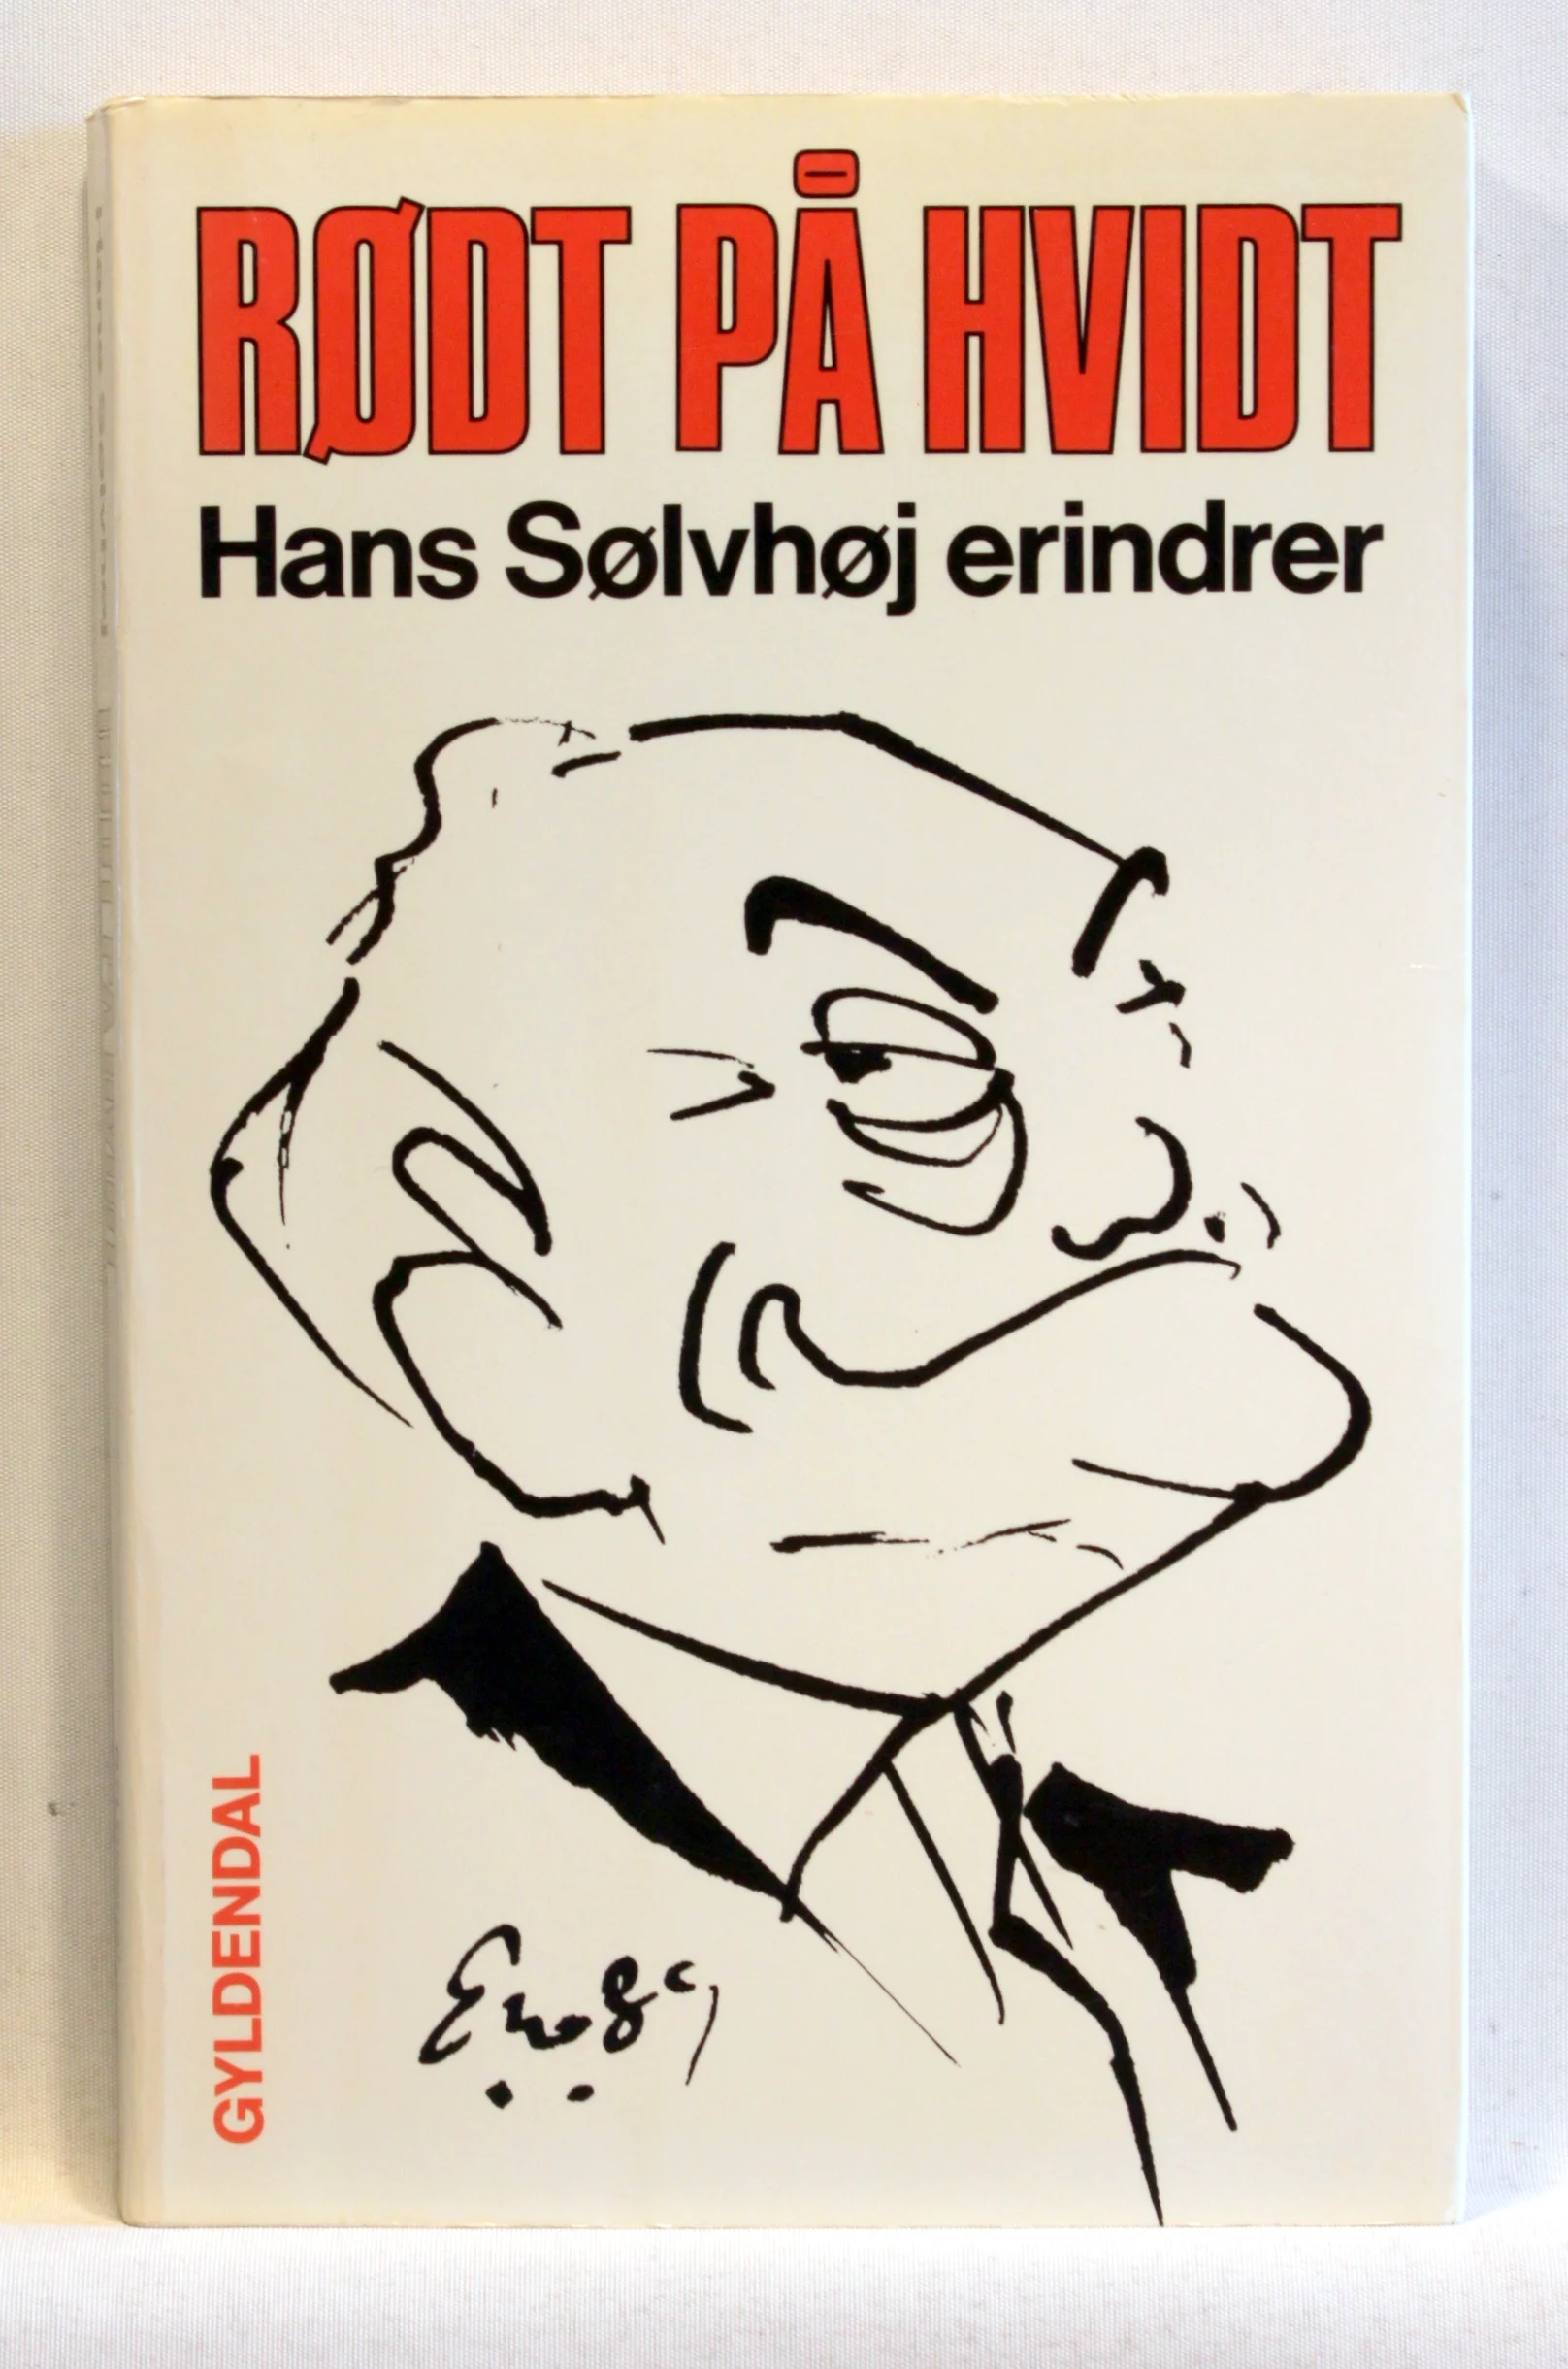 RØDT PÅ HVIDT
Hans Sølvhøj erindrer
GYLDENDAL